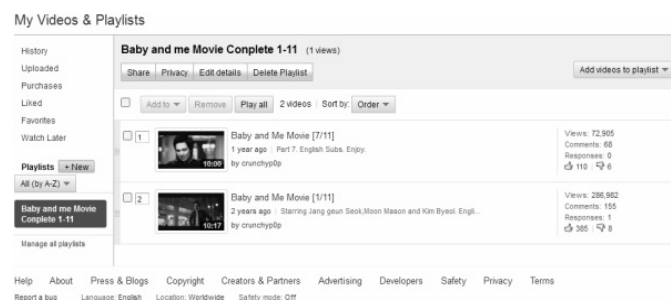 My Videos & Playlists
History
Uploaded
Purchases
Liked
Favorites
Watch Later
Playlists + New
All (by A-Z)
Baby and me Movie
Conplete 1-11
Manage all playlists
Baby and me Movie Conplete 1-11 (1 views)
Share Privacy Edit details Delete Playlist
Add videos to playlist
Add to Remove Play all 2 videos Sort by: Order
1
10:00
Baby and Me Movie [7/11]
1 year ago | Part 7. English Subs. Enjoy.
by crunchyp0p
Views: 72,905
Comments: 68
Responses: 0
110 | 6
2
10:17
Baby and Me Movie [1/11]
2 years ago | Starring Jang geun Seok,Moon Mason and Kim Byeol. Engli...
by crunchyp0p
Views: 286,982
Comments: 155
Responses: 1
385 | 8
Help About Press & Blogs Copyright Creators & Partners Advertising Developers Safety Privacy Terms
Report a bug Language: English Location: Worldwide Safety mode: Off